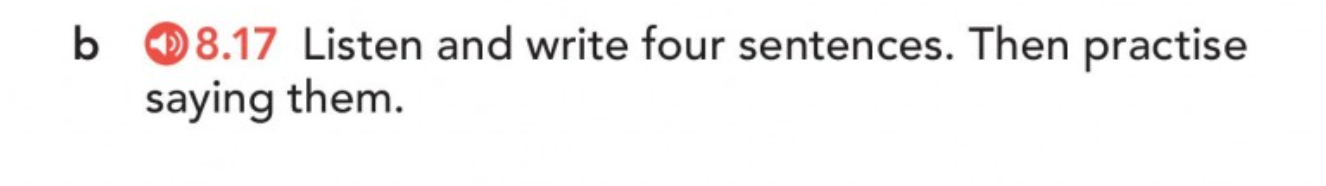 b 8.17 Listen and write four sentences. Then practise
saying them.